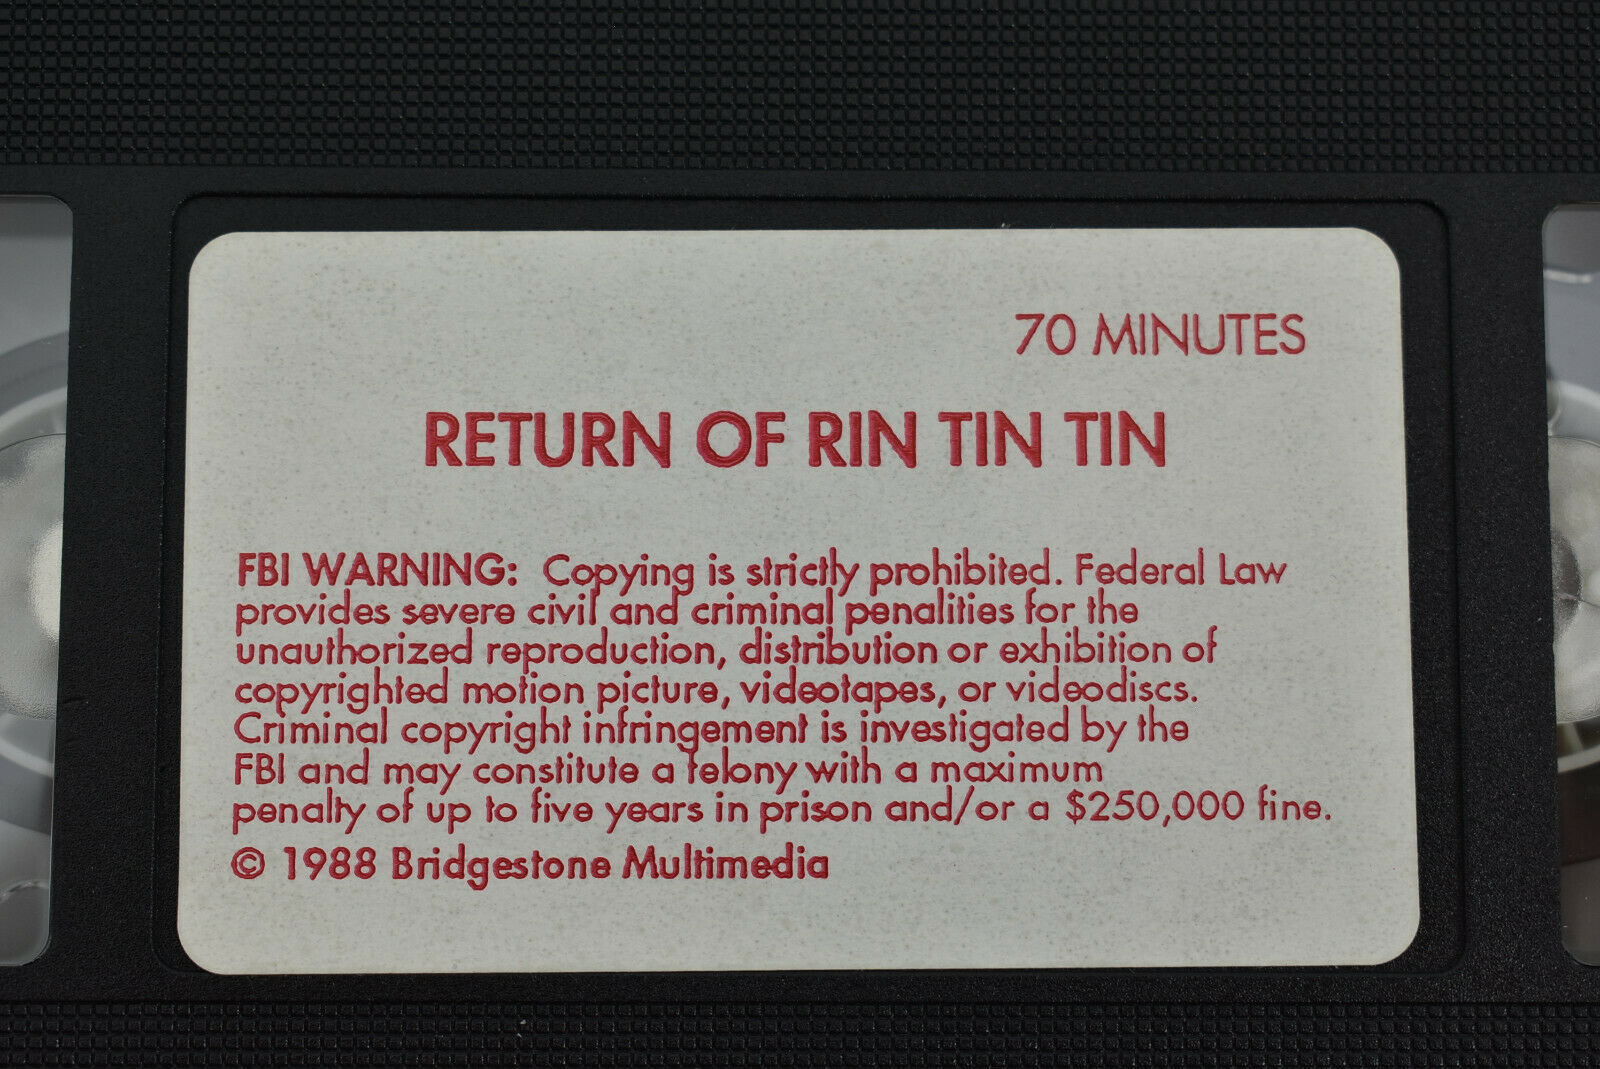 70 MINUTES
RETURN OF RIN TIN TIN
FBI WARNING: Copying is strictly prohibited. Federal Law
provides severe civil and criminal penalities for the
unauthorized reproduction, distribution or exhibition of
copyrighted motion picture, videotapes, or videodiscs.
Criminal copyright infringement is investigated by the
FBI and may constitute a felony with a maximum
penalty of up to five years in prison and/or a $250,000 fine.
© 1988 Bridgestone Multimedia